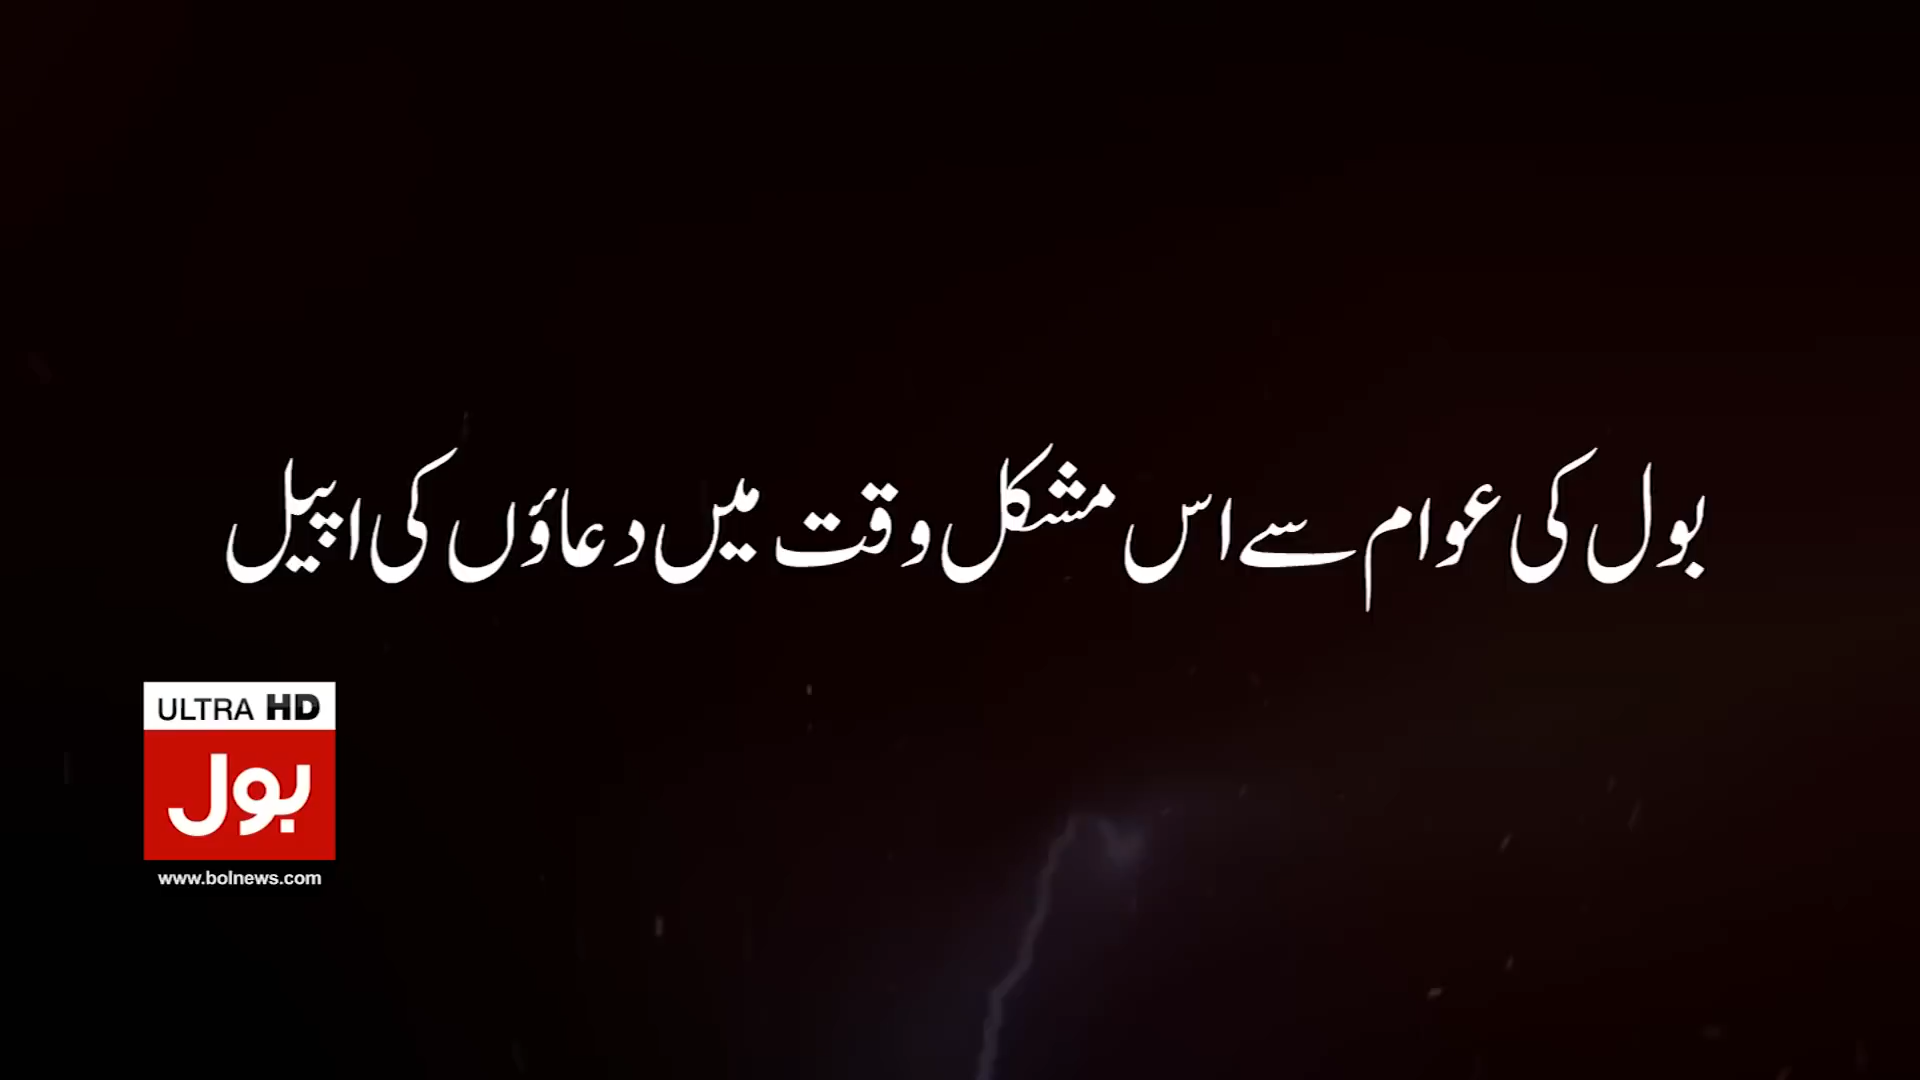 بول کی عوام سے اس مشکل وقت میں دعاؤں کی اپیل
ULTRA HD
بول
www.bolnews.com